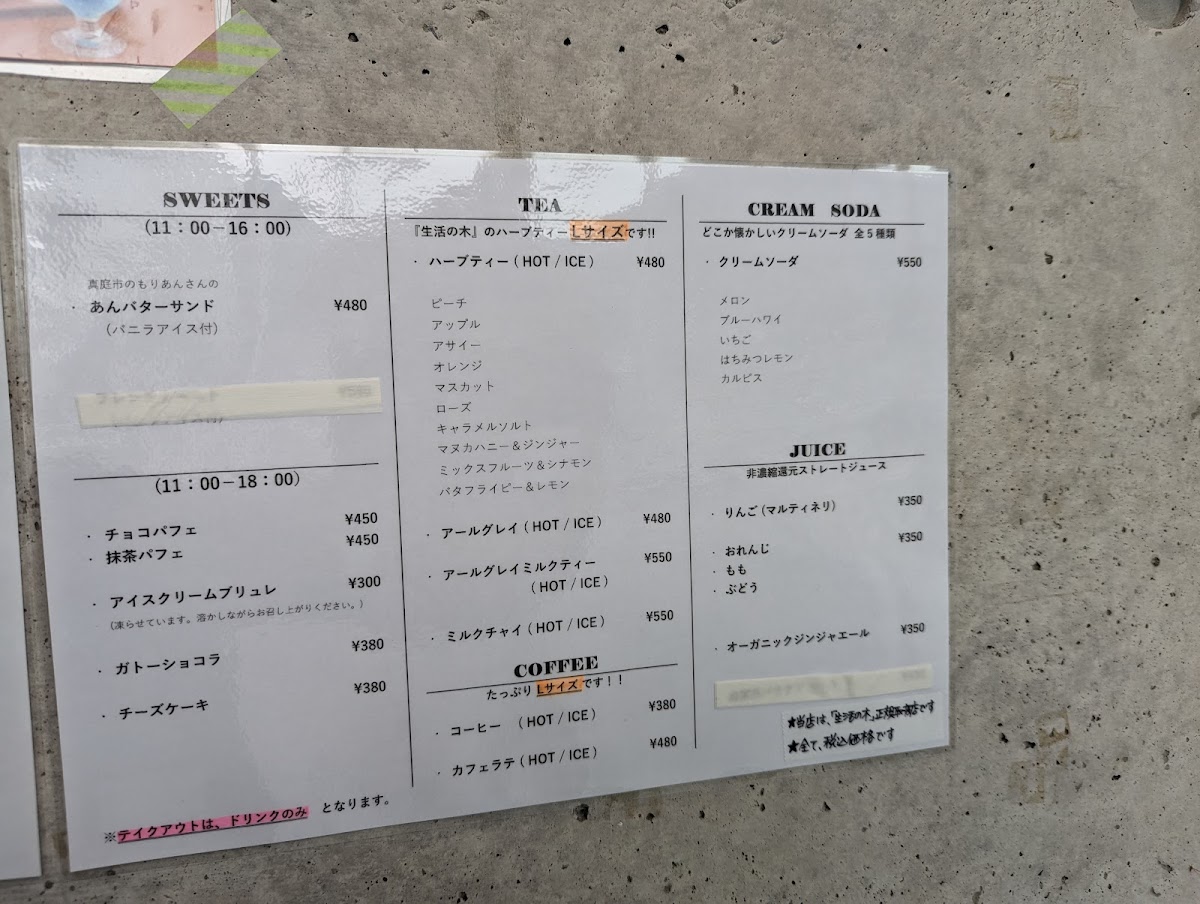 SWEETS
(11：00－16：00)
真庭市のもりあんさんの
・ あんバターサンド ¥480
(バニラアイス付)
(11：00－18：00)
・ チョコパフェ ¥450
・ 抹茶パフェ ¥450
・ アイスクリームブリュレ ¥300
(凍らせています。溶かしながらお召し上がりください。)
・ ガトーショコラ ¥380
・ チーズケーキ ¥380
※テイクアウトは、ドリンクのみ となります。
TEA
『生活の木』のハーブティー Lサイズです!!
・ ハーブティー ( HOT / ICE ) ¥480
ピーチ
アップル
アサイー
オレンジ
マスカット
ローズ
キャラメルソルト
マヌカハニー＆ジンジャー
ミックスフルーツ＆シナモン
バタフライピー＆レモン
・ アールグレイ ( HOT / ICE ) ¥480
・ アールグレイミルクティー ¥550
( HOT / ICE )
・ ミルクチャイ ( HOT / ICE ) ¥550
COFFEE
たっぷり Lサイズ です！！
・ コーヒー ( HOT / ICE ) ¥380
・ カフェラテ ( HOT / ICE ) ¥480
CREAM SODA
どこか懐かしいクリームソーダ 全５種類
・ クリームソーダ ¥550
メロン
ブルーハワイ
いちご
はちみつレモン
カルピス
JUICE
非濃縮還元ストレートジュース
・ りんご (マルティネリ) ¥350
・ おれんじ ¥350
・ もも
・ ぶどう
・ オーガニックジンジャエール ¥350
★当店は、「生活の木」正規取扱店です
★全て、税込価格です